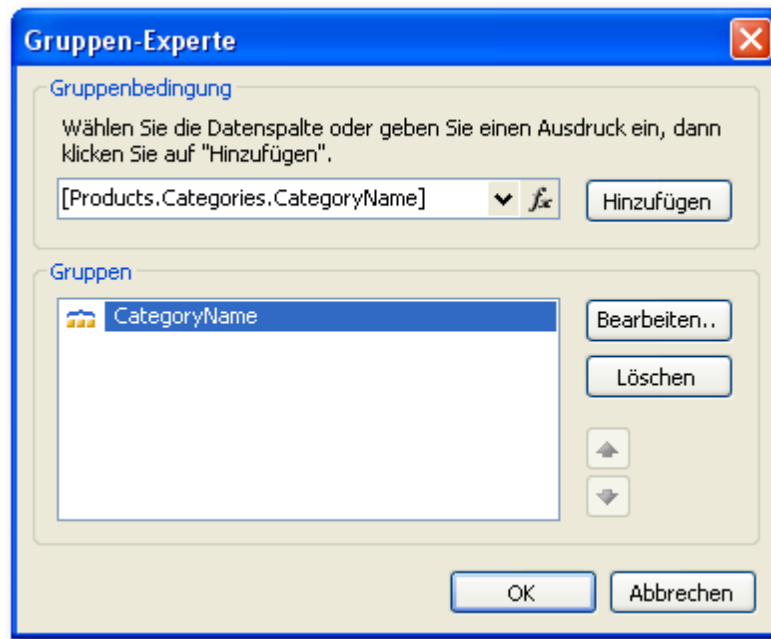 Gruppen-Experte
Gruppenbedingung
Wählen Sie die Datenspalte oder geben Sie einen Ausdruck ein, dann
klicken Sie auf "Hinzufügen".
[Products.Categories.CategoryName] fx Hinzufügen
Gruppen
CategoryName
Bearbeiten..
Löschen
OK Abbrechen